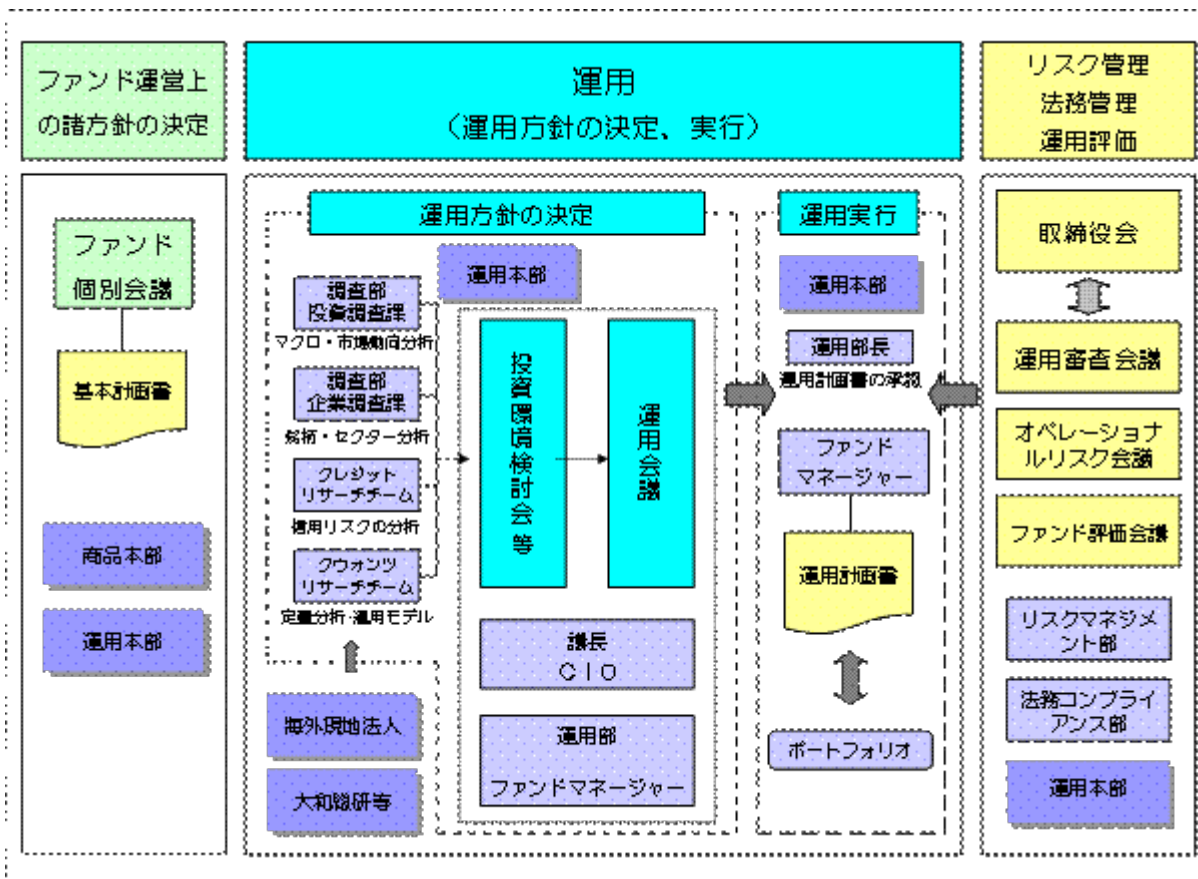 ファンド運営上
の諸方針の決定
運用
（運用方針の決定、実行）
リスク管理
法務管理
運用評価
ファンド
個別会議
基本計画書
商品本部
運用本部
運用方針の決定
運用本部
調査部
投資調査課
マクロ・市場動向分析
調査部
企業調査課
銘柄・セクター分析
クレジット
リサーチチーム
信用リスクの分析
クウォンツ
リサーチチーム
定量分析・運用モデル
海外現地法人
大和総研等
投資環境検討会等
運用会議
議長
ＣＩＯ
運用部
ファンドマネージャー
運用実行
運用本部
運用部長
運用計画書の承認
ファンド
マネージャー
運用計画書
ポートフォリオ
取締役会
運用審査会議
オペレーショナ
ルリスク会議
ファンド評価会議
リスクマネジメ
ント部
法務コンプライ
アンス部
運用本部